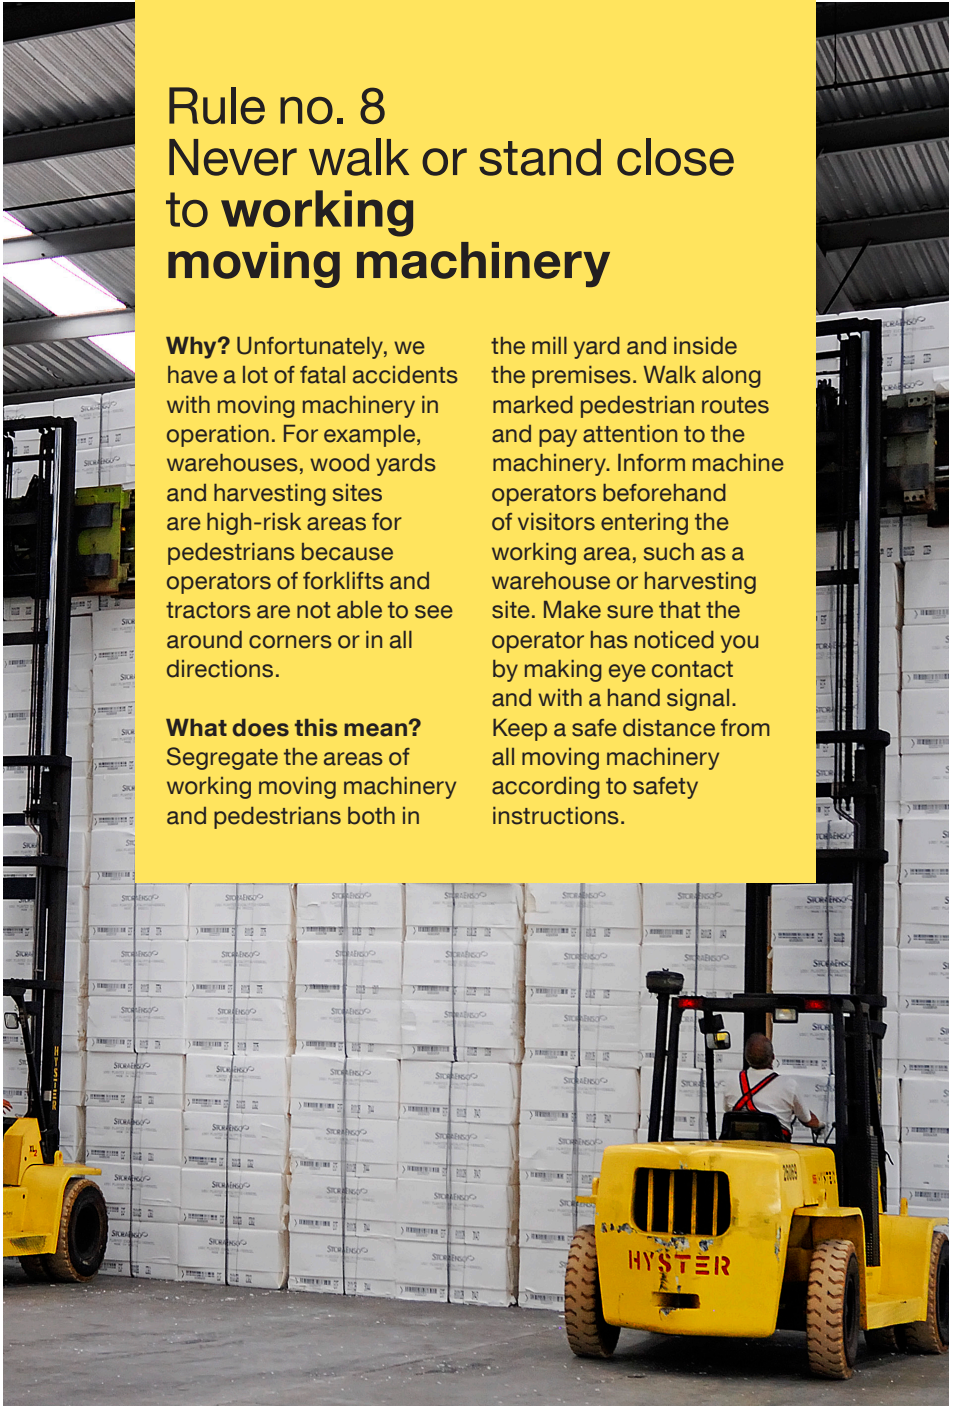 Rule no. 8
Never walk or stand close
to working
moving machinery
Why? Unfortunately, we
have a lot of fatal accidents
with moving machinery in
operation. For example,
warehouses, wood yards
and harvesting sites
are high-risk areas for
pedestrians because
operators of forklifts and
tractors are not able to see
around corners or in all
directions.
What does this mean?
Segregate the areas of
working moving machinery
and pedestrians both in
the mill yard and inside
the premises. Walk along
marked pedestrian routes
and pay attention to the
machinery. Inform machine
operators beforehand
of visitors entering the
working area, such as a
warehouse or harvesting
site. Make sure that the
operator has noticed you
by making eye contact
and with a hand signal.
Keep a safe distance from
all moving machinery
according to safety
instructions.
STORAENSO
HYSTER
26069
HYSTER
HYSTER